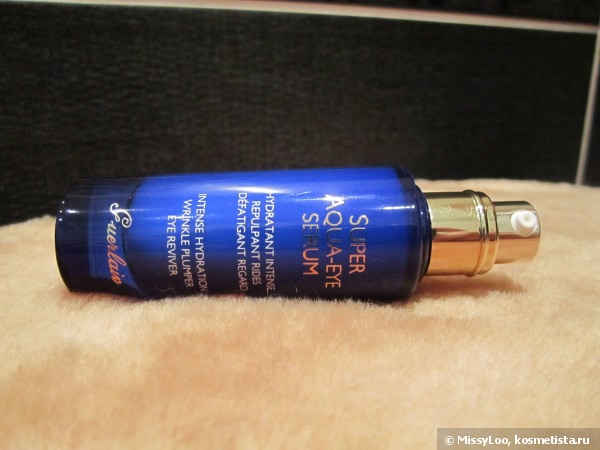 SUPER
AQUA-EYE
SERUM
HYDRATANT INTENSE
REPULPANT RIDES
DÉFATIGANT REGARD
INTENSE HYDRATION
WRINKLE PLUMPER
EYE REVIVER
Guerlain
© MissyLoo, kosmetista.ru